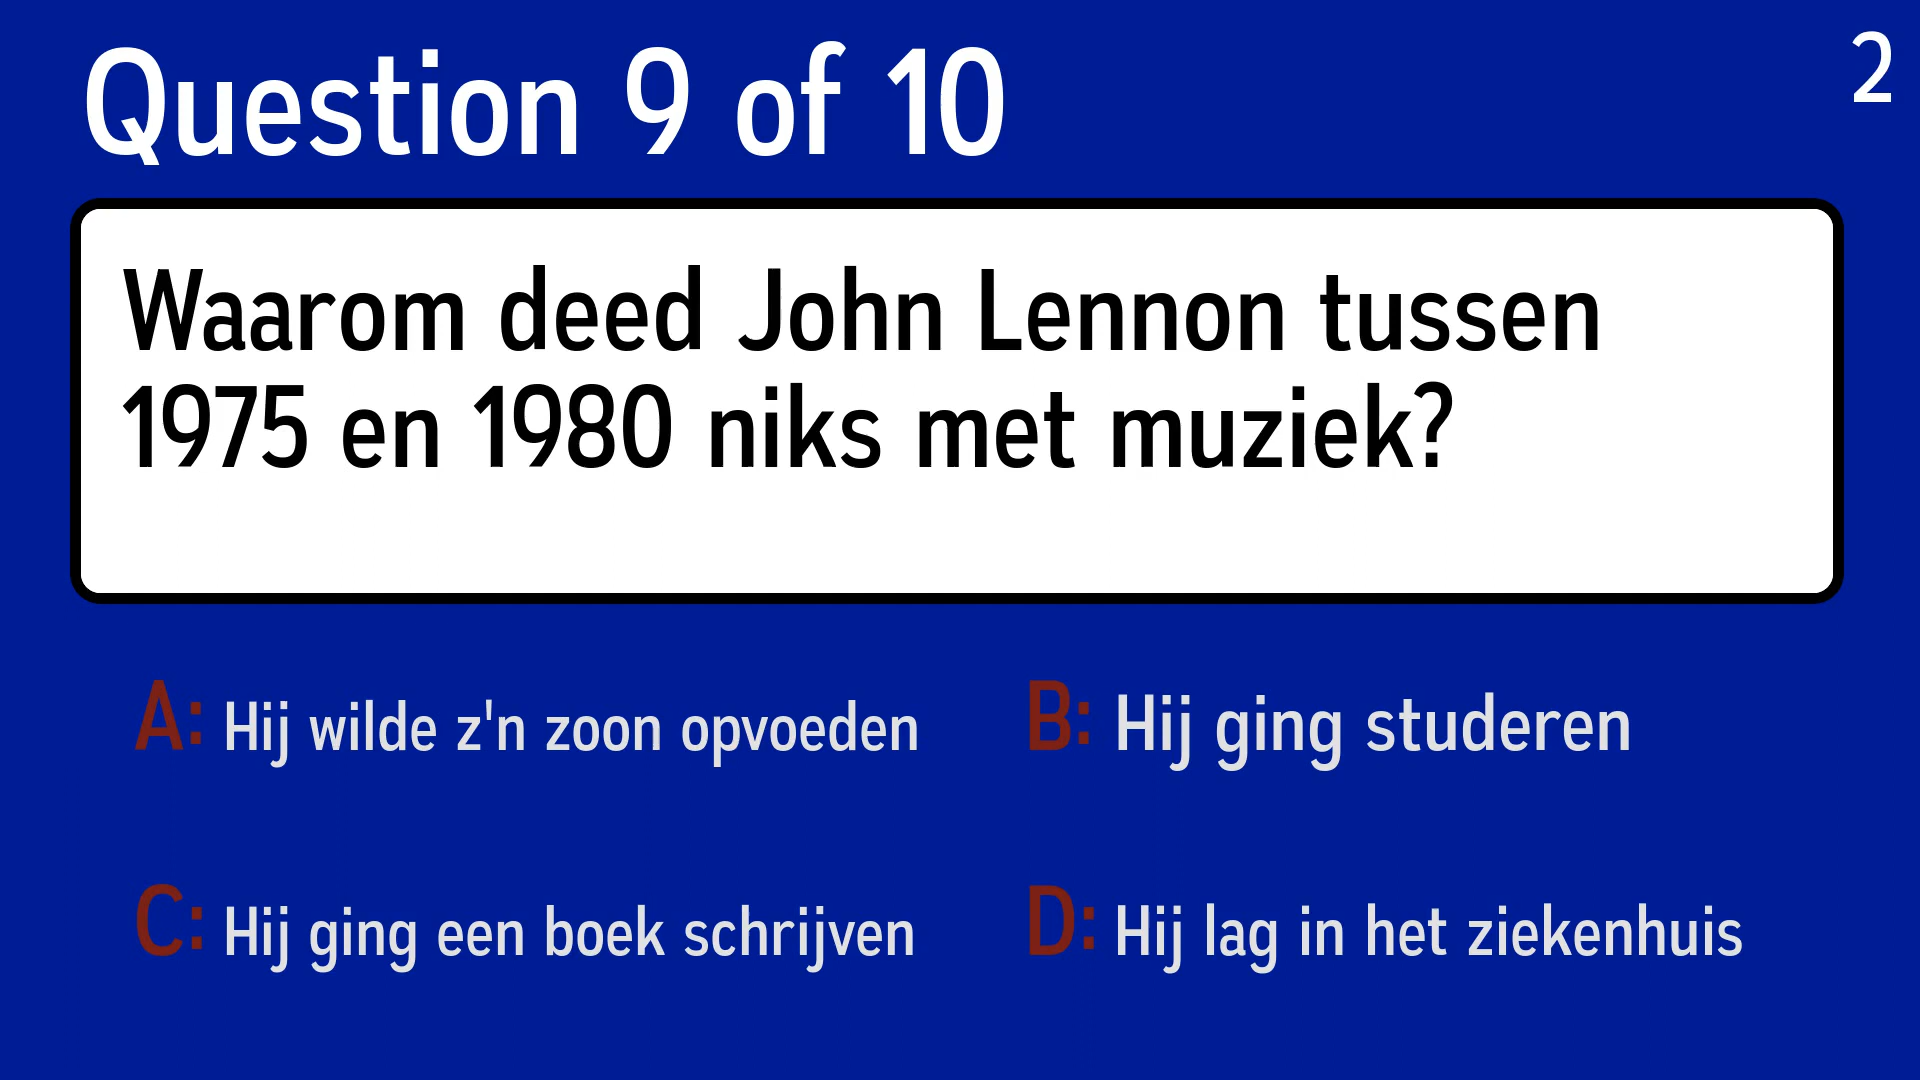 Question 9 of 10
2
Waarom deed John Lennon tussen
1975 en 1980 niks met muziek?
A: Hij wilde z'n zoon opvoeden
B: Hij ging studeren
C: Hij ging een boek schrijven
D: Hij lag in het ziekenhuis